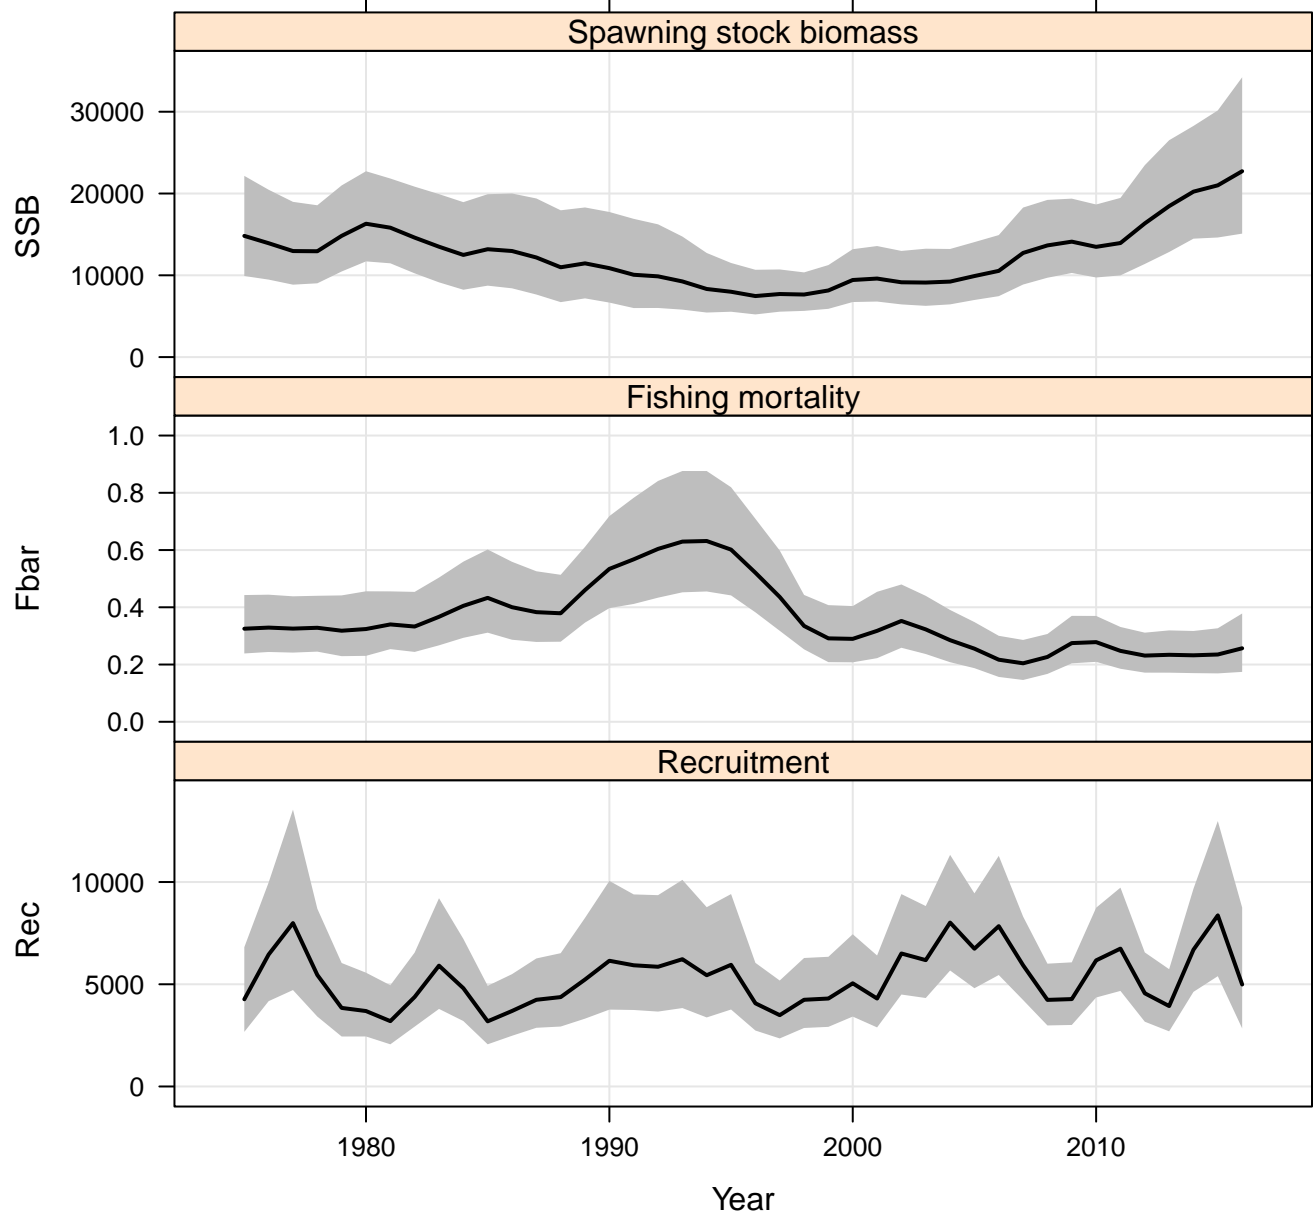 Spawning stock biomass
SSB
30000
20000
10000
0
Fishing mortality
Fbar
1.0
0.8
0.6
0.4
0.2
0.0
Recruitment
Rec
10000
5000
0
1980 1990 2000 2010
Year